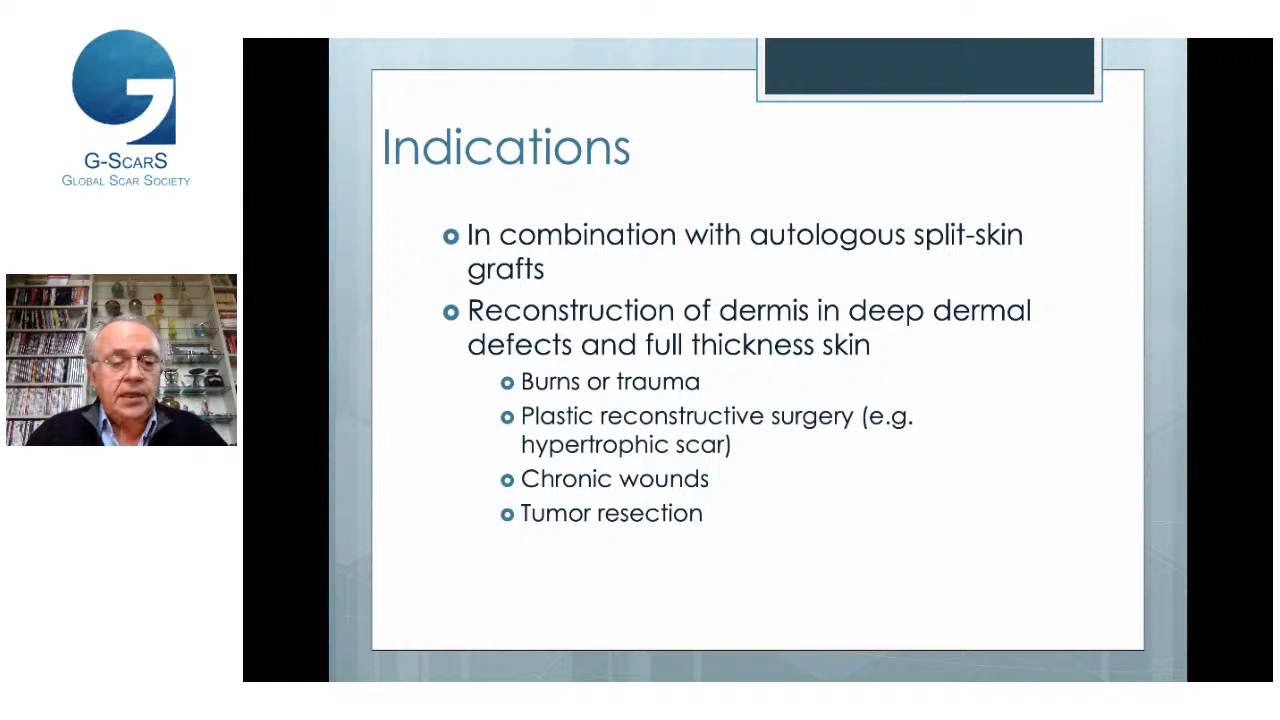 G-ScarS
Global Scar Society
Indications
In combination with autologous split-skin
grafts
Reconstruction of dermis in deep dermal
defects and full thickness skin
Burns or trauma
Plastic reconstructive surgery (e.g.
hypertrophic scar)
Chronic wounds
Tumor resection